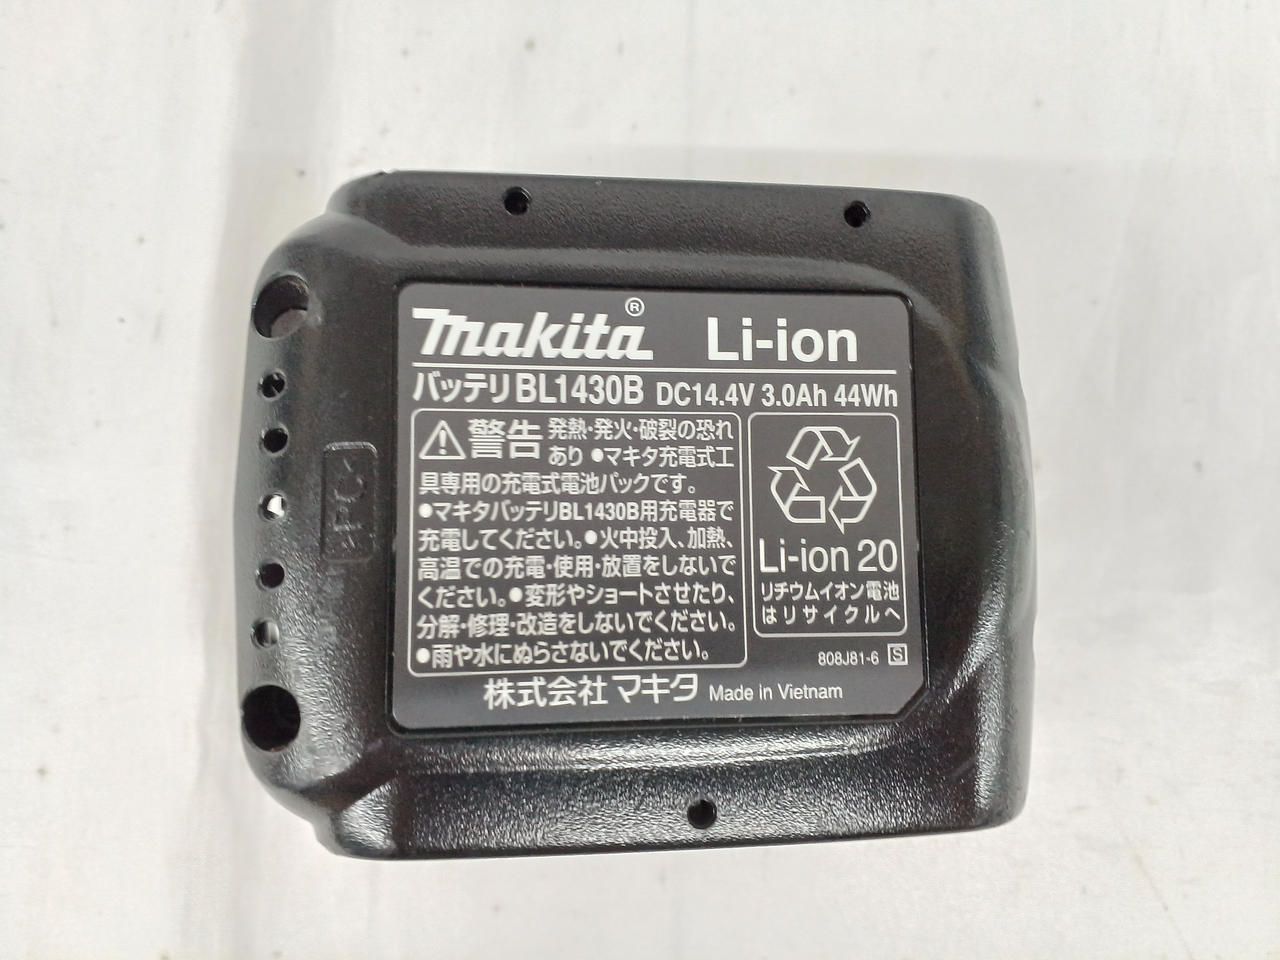 makita® Li-ion
バッテリBL1430B DC14.4V 3.0Ah 44Wh
警告 発熱・発火・破裂の恐れ
あり ●マキタ充電式工
具専用の充電式電池パックです。
●マキタバッテリBL1430B用充電器で
充電してください。●火中投入、加熱、
高温での充電・使用・放置をしないで
ください。●変形やショートさせたり、
分解・修理・改造をしないでください。
●雨や水にぬらさないでください。
Li-ion 20
リチウムイオン電池
はリサイクルへ
808J81-6 S
株式会社マキタ Made in Vietnam
>PC<